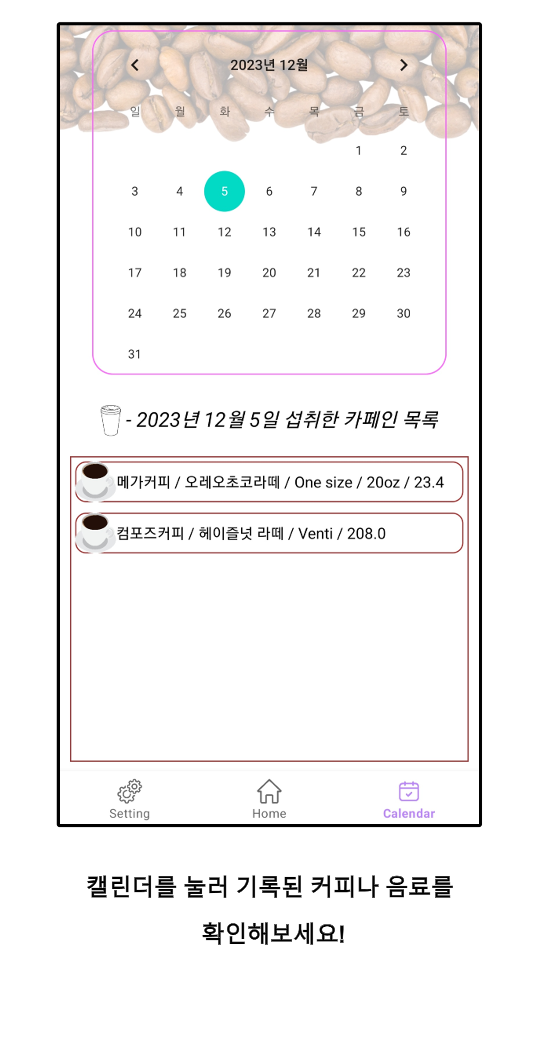 2023년 12월
일 월 화 수 목 금 토
1 2
3 4 5 6 7 8 9
10 11 12 13 14 15 16
17 18 19 20 21 22 23
24 25 26 27 28 29 30
31
- 2023년 12월 5일 섭취한 카페인 목록
메가커피 / 오레오초코라떼 / One size / 20oz / 23.4
컴포즈커피 / 헤이즐넛 라떼 / Venti / 208.0
Setting Home Calendar
캘린더를 눌러 기록된 커피나 음료를
확인해보세요!